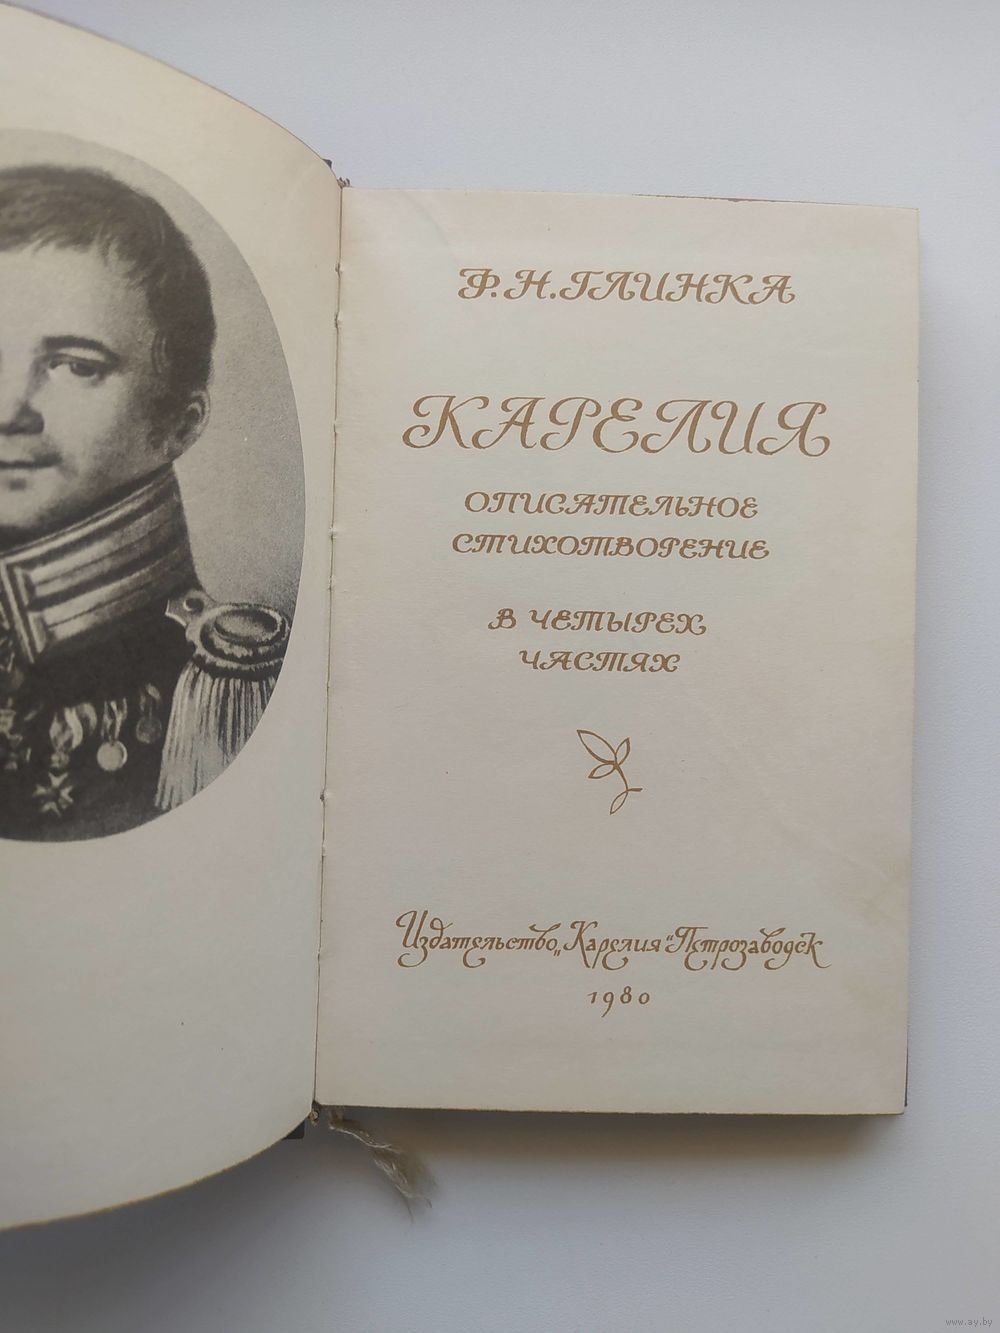 Ф. Н. ГЛИНКА
КАРЕЛИЯ
ОПИСАТЕЛЬНОЕ
СТИХОТВОРЕНИЕ
В ЧЕТЫРЕХ
ЧАСТЯХ
Издательство „Карелия“ Петрозаводск
1980
www.ay.by